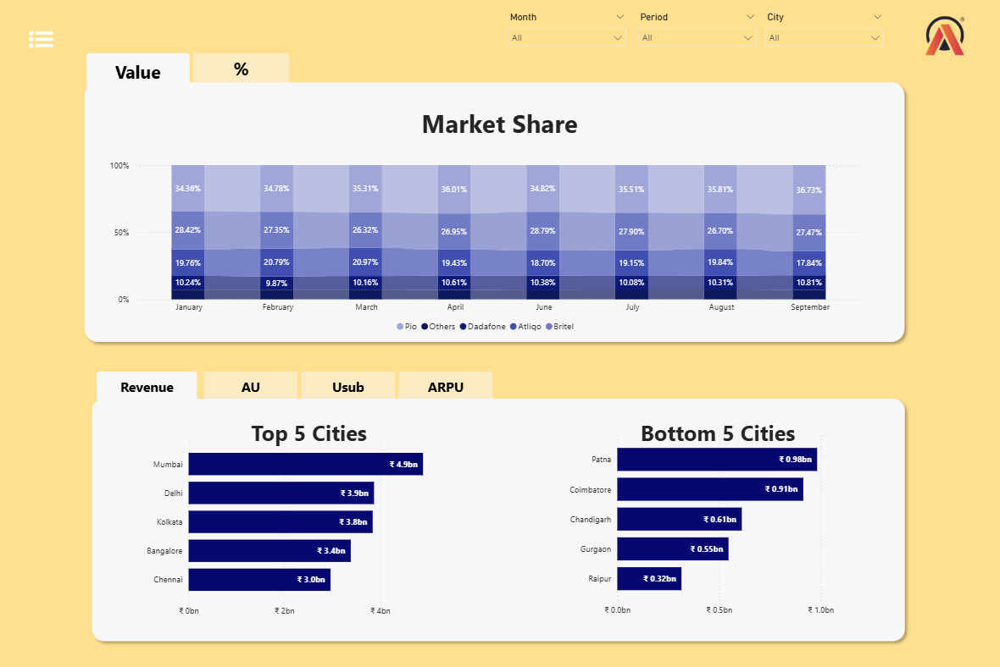 Month Period City
All All All
®
Value %
Market Share
100%
34.36% 34.78% 35.31% 36.01% 34.82% 35.51% 35.81% 36.73%
50%
28.42% 27.35% 26.32% 26.95% 28.79% 27.90% 26.70% 27.47%
19.76% 20.79% 20.97% 19.43% 18.70% 19.15% 19.84% 17.84%
10.24% 9.87% 10.16% 10.61% 10.38% 10.08% 10.31% 10.81%
0%
January February March April June July August September
Pio Others Dadafone Atliqo Britel
Revenue AU Usub ARPU
Top 5 Cities
Mumbai ₹ 4.9bn
Delhi ₹ 3.9bn
Kolkata ₹ 3.8bn
Bangalore ₹ 3.4bn
Chennai ₹ 3.0bn
₹ 0bn ₹ 2bn ₹ 4bn
Bottom 5 Cities
Patna ₹ 0.98bn
Coimbatore ₹ 0.91bn
Chandigarh ₹ 0.61bn
Gurgaon ₹ 0.55bn
Raipur ₹ 0.32bn
₹ 0.0bn ₹ 0.5bn ₹ 1.0bn